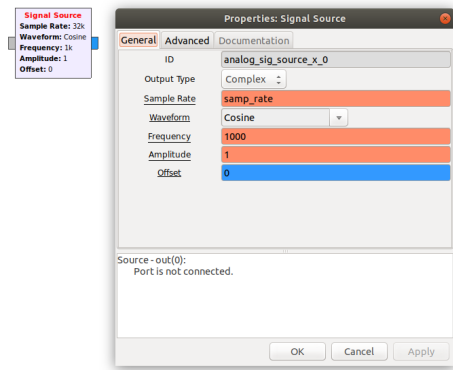 Signal Source
Sample Rate: 32k
Waveform: Cosine
Frequency: 1k
Amplitude: 1
Offset: 0
Properties: Signal Source
General Advanced Documentation
ID analog_sig_source_x_0
Output Type Complex
Sample Rate samp_rate
Waveform Cosine
Frequency 1000
Amplitude 1
Offset 0
Source - out(0):
Port is not connected.
OK Cancel Apply